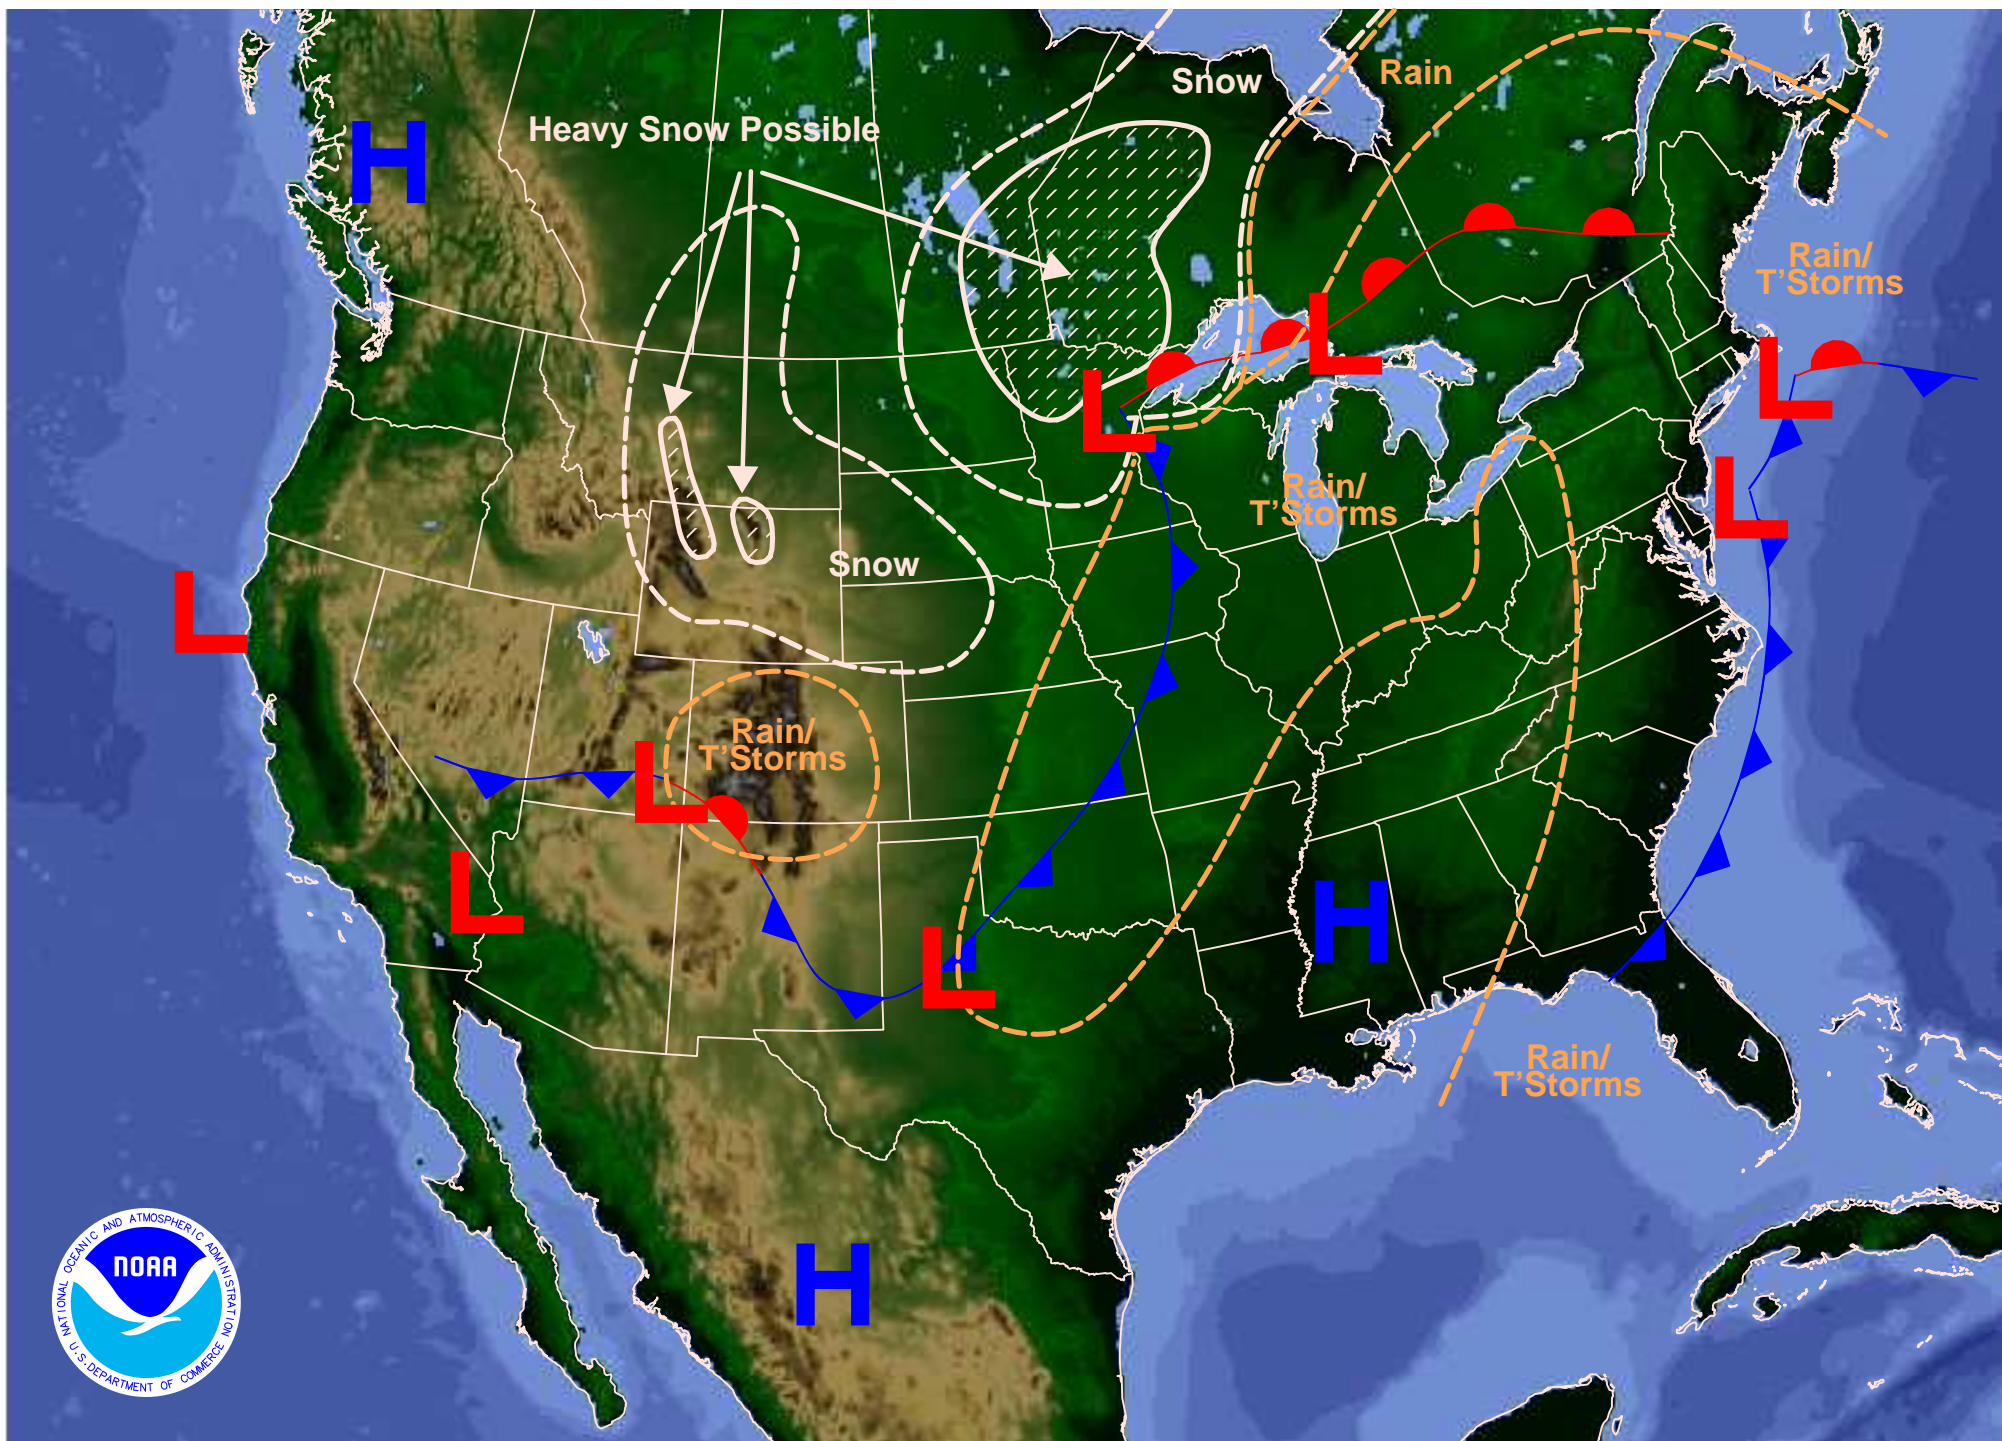 Snow
Rain
Heavy Snow Possible
H
Rain/
T'Storms
L
L
L
Rain/
T'Storms
L
Snow
L
Rain/
T'Storms
L
L
H
L
Rain/
T'Storms
H
NOAA
NATIONAL OCEANIC AND ATMOSPHERIC ADMINISTRATION
U.S. DEPARTMENT OF COMMERCE